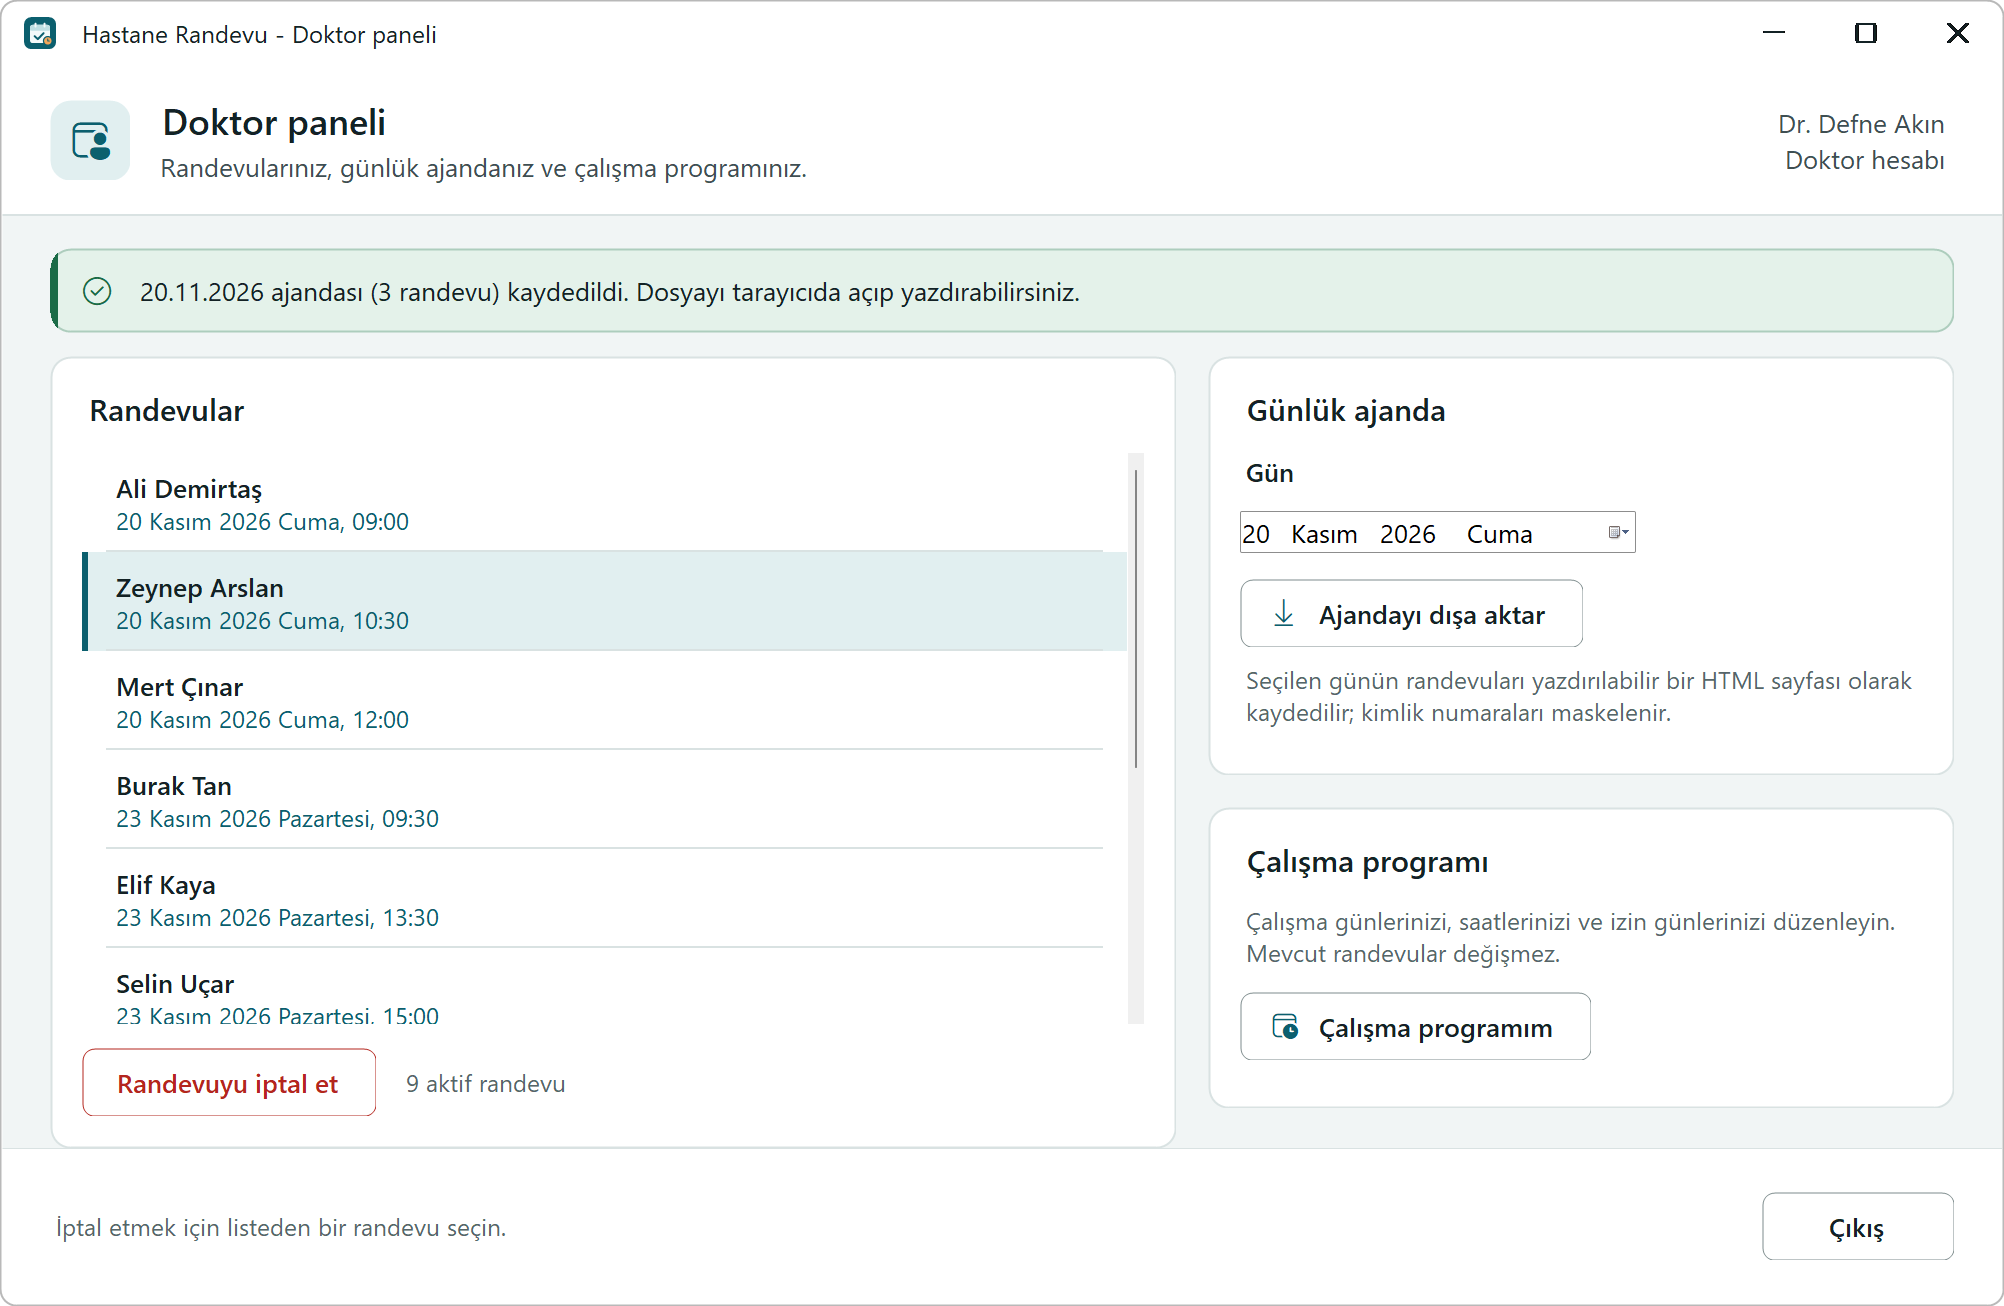 Hastane Randevu - Doktor paneli
Doktor paneli
Randevularınız, günlük ajandanız ve çalışma programınız.
Dr. Defne Akın
Doktor hesabı
20.11.2026 ajandası (3 randevu) kaydedildi. Dosyayı tarayıcıda açıp yazdırabilirsiniz.
Randevular
Ali Demirtaş
20 Kasım 2026 Cuma, 09:00
Zeynep Arslan
20 Kasım 2026 Cuma, 10:30
Mert Çınar
20 Kasım 2026 Cuma, 12:00
Burak Tan
23 Kasım 2026 Pazartesi, 09:30
Elif Kaya
23 Kasım 2026 Pazartesi, 13:30
Selin Uçar
23 Kasım 2026 Pazartesi, 15:00
Randevuyu iptal et
9 aktif randevu
Günlük ajanda
Gün
20 Kasım 2026 Cuma
Ajandayı dışa aktar
Seçilen günün randevuları yazdırılabilir bir HTML sayfası olarak
kaydedilir; kimlik numaraları maskelenir.
Çalışma programı
Çalışma günlerinizi, saatlerinizi ve izin günlerinizi düzenleyin.
Mevcut randevular değişmez.
Çalışma programım
İptal etmek için listeden bir randevu seçin.
Çıkış